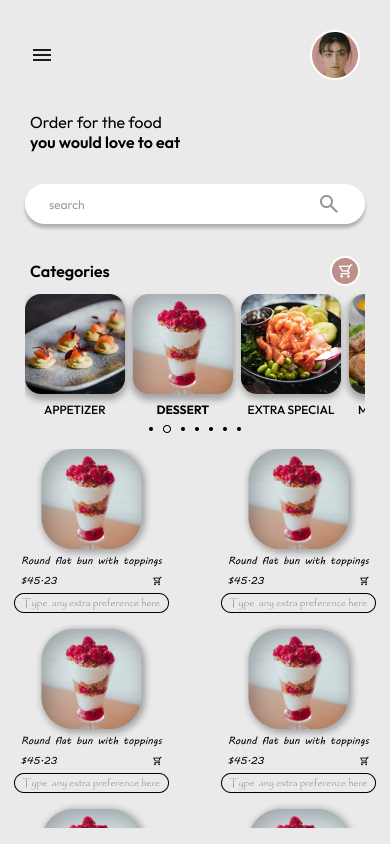 Order for the food
you would love to eat
search
Categories
APPETIZER
DESSERT
EXTRA SPECIAL
M
Round flat bun with toppings
Round flat bun with toppings
$45.23
$45.23
Type any extra preference here
Type any extra preference here
Round flat bun with toppings
Round flat bun with toppings
$45.23
$45.23
Type any extra preference here
Type any extra preference here